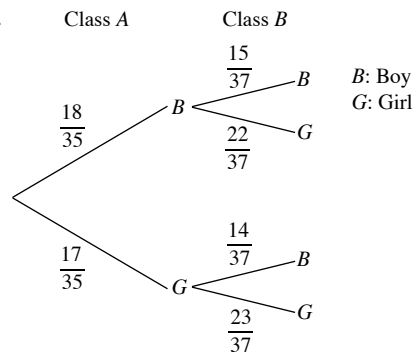 Class A Class B
15/37
B B: Boy
G: Girl
18/35
B
22/37
G
17/35
14/37
B
G
23/37
G